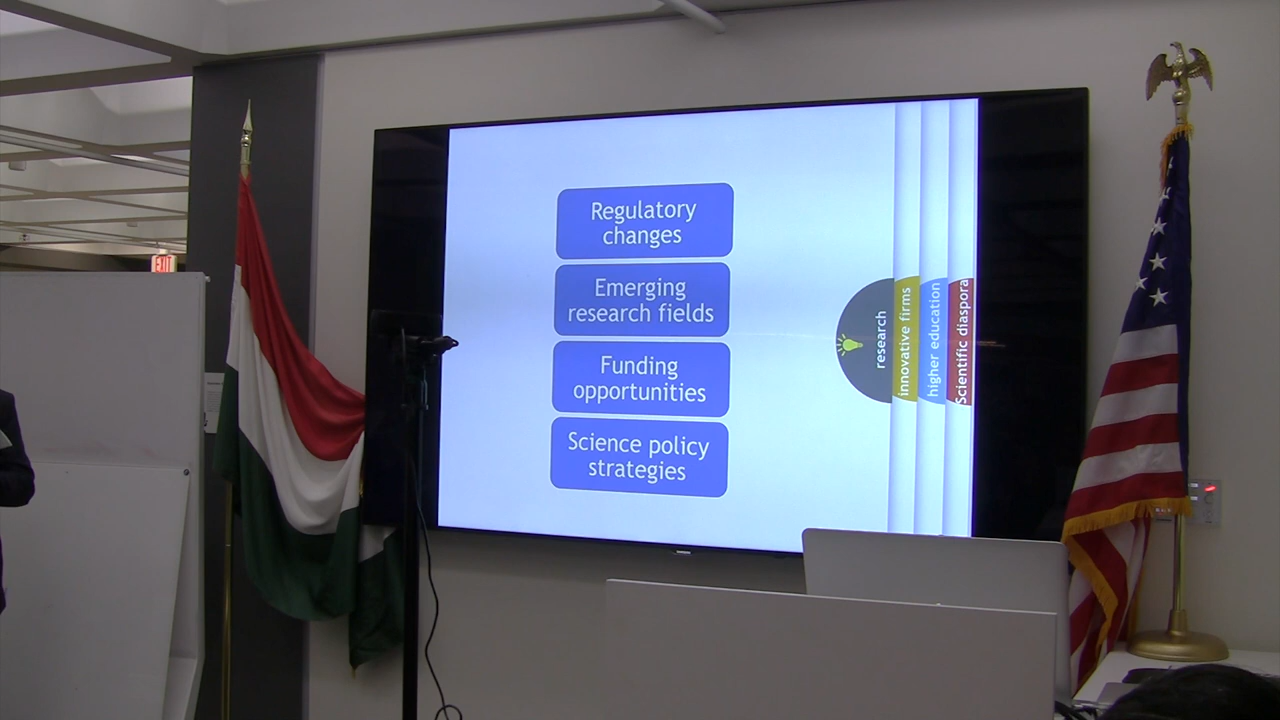 Regulatory
changes
Emerging
research fields
Funding
opportunities
Science policy
strategies
research
innovative firms
higher education
Scientific diaspora
EXIT